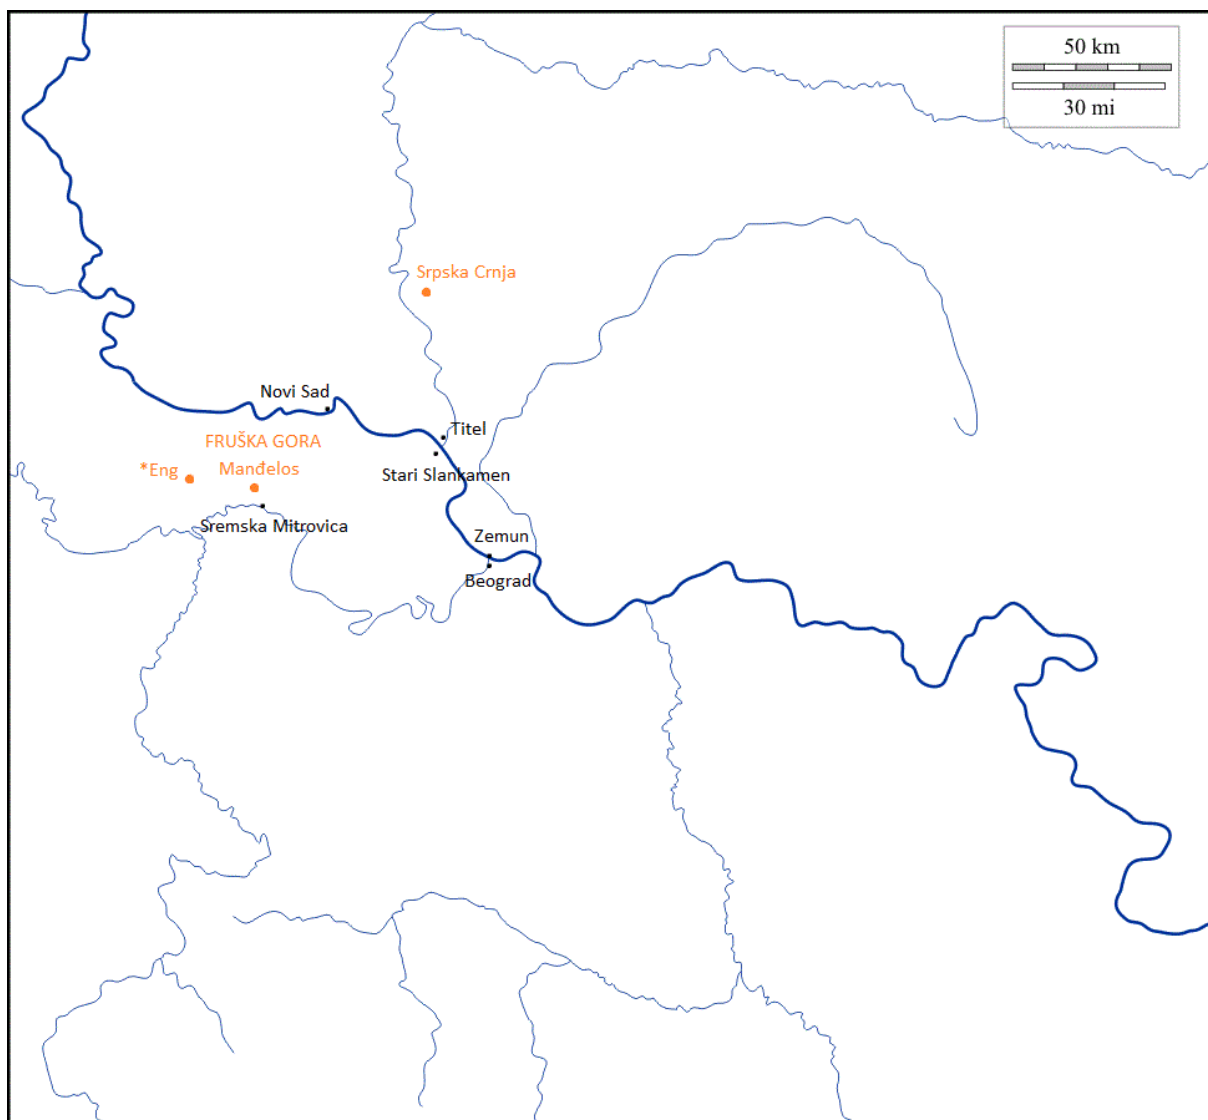 50 km
30 mi
Srpska Crnja
Novi Sad
Titel
FRUŠKA GORA
*Eng
Manđelos
Stari Slankamen
Sremska Mitrovica
Zemun
Beograd